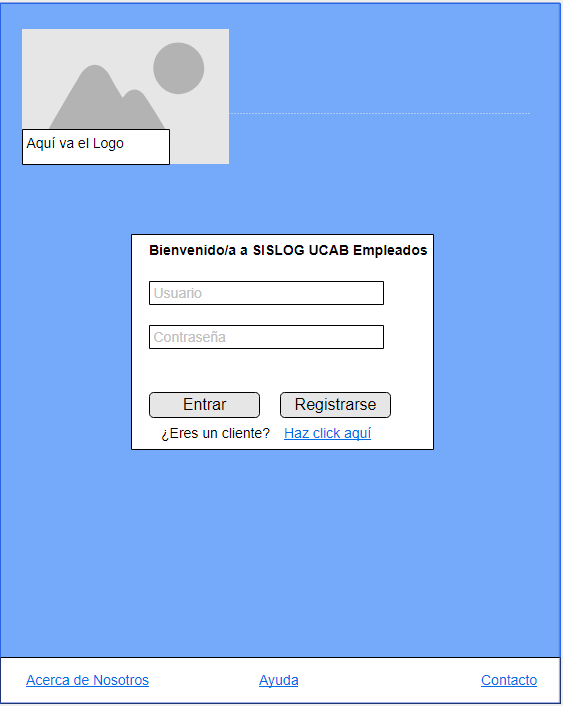 Aquí va el Logo
Bienvenido/a a SISLOG UCAB Empleados
Usuario
Contraseña
Entrar Registrarse
¿Eres un cliente? Haz click aquí
Acerca de Nosotros Ayuda Contacto